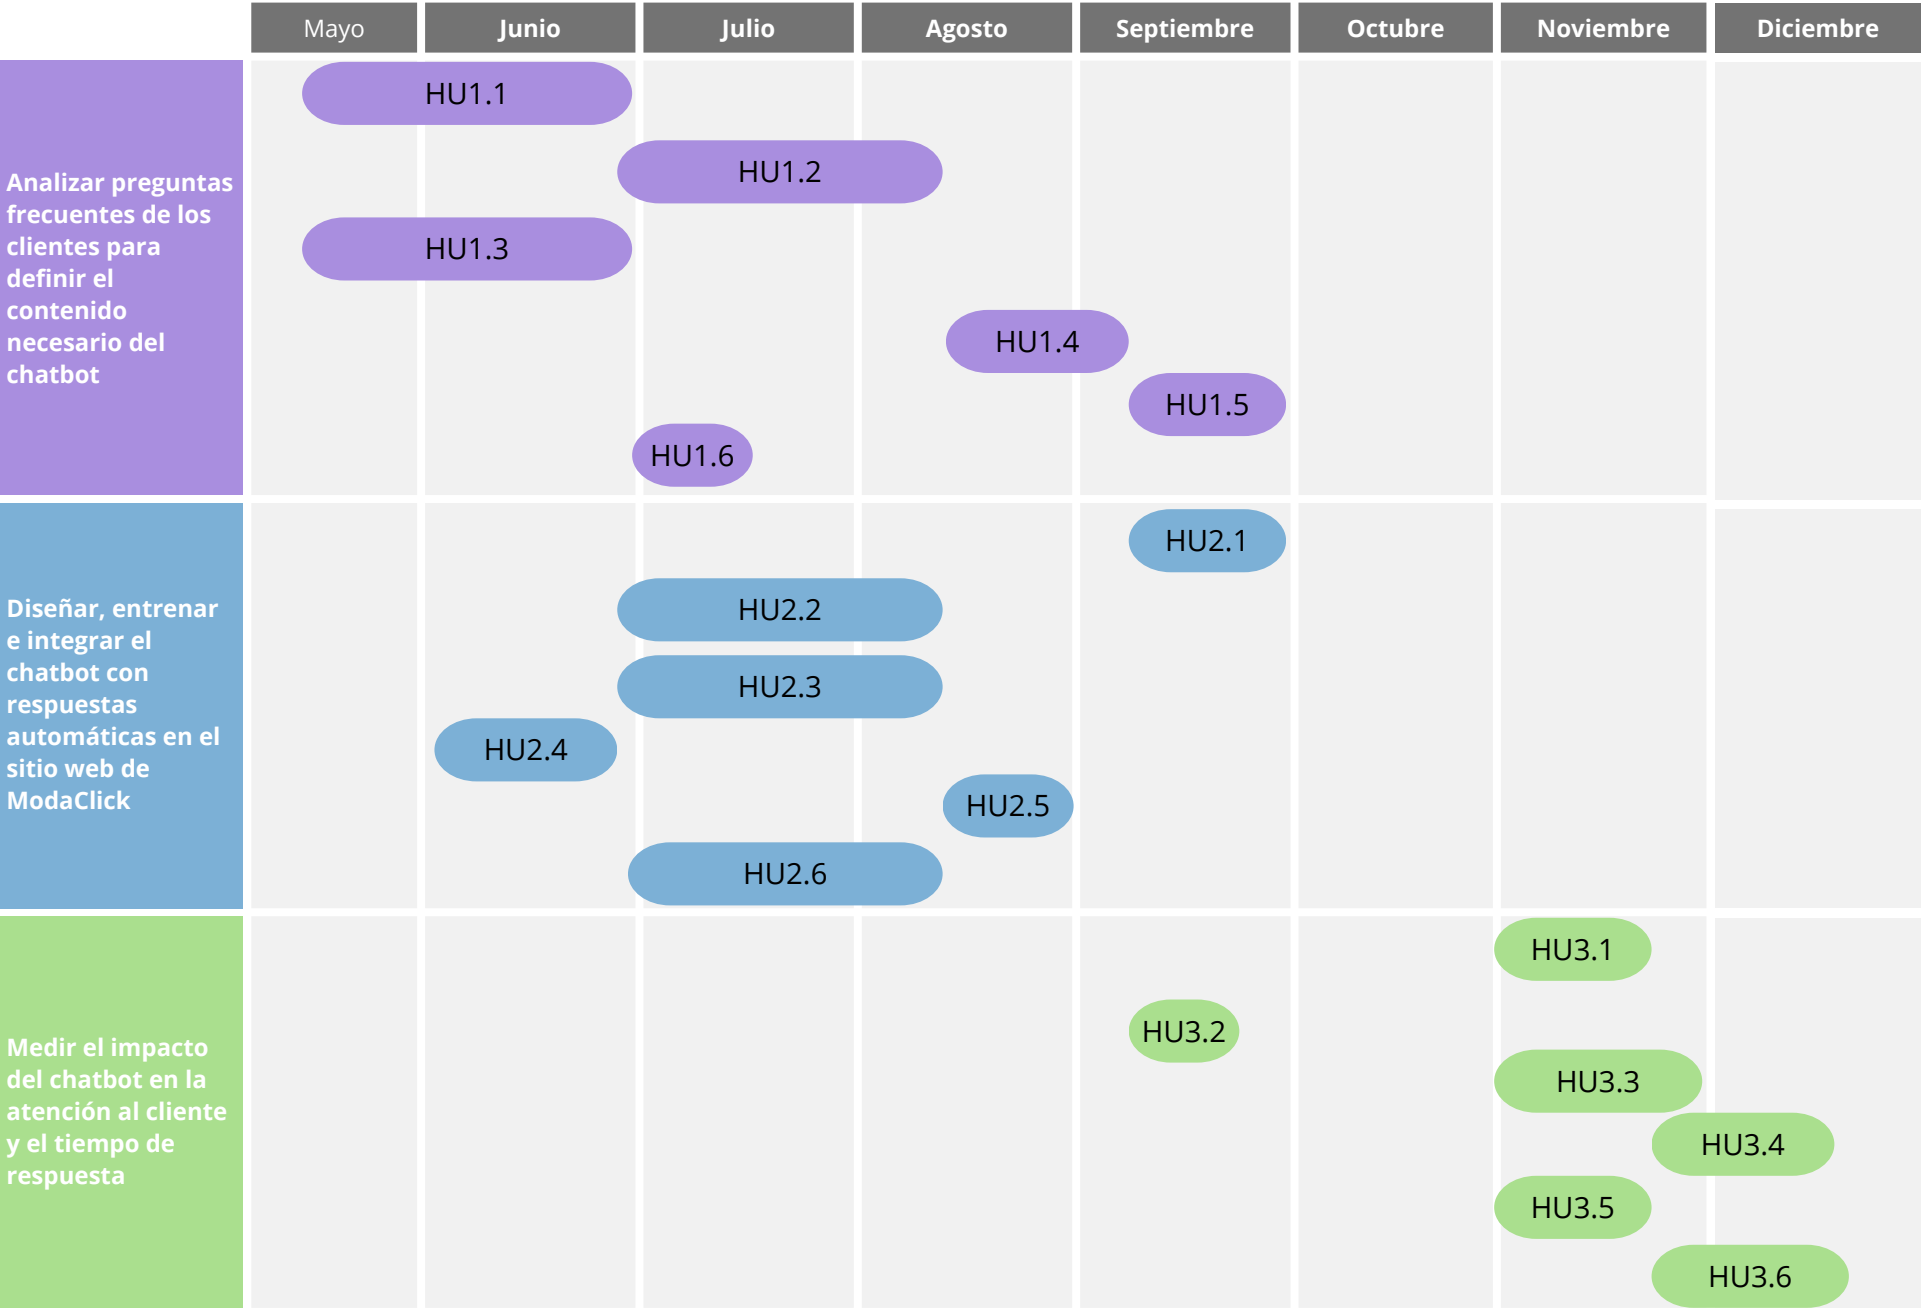 Mayo Junio Julio Agosto Septiembre Octubre Noviembre Diciembre
Analizar preguntas
frecuentes de los
clientes para
definir el
contenido
necesario del
chatbot
HU1.1
HU1.2
HU1.3
HU1.4
HU1.5
HU1.6
Diseñar, entrenar
e integrar el
chatbot con
respuestas
automáticas en el
sitio web de
ModaClick
HU2.1
HU2.2
HU2.3
HU2.4
HU2.5
HU2.6
Medir el impacto
del chatbot en la
atención al cliente
y el tiempo de
respuesta
HU3.1
HU3.2
HU3.3
HU3.4
HU3.5
HU3.6